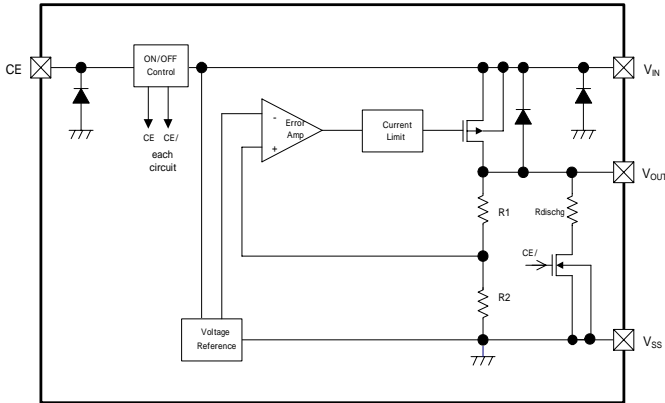 CE
ON/OFF
Control
VIN
CE CE/
each
circuit
-
Error
Amp
+
Current
Limit
VOUT
R1
Rdischg
CE/
R2
Voltage
Reference
VSS